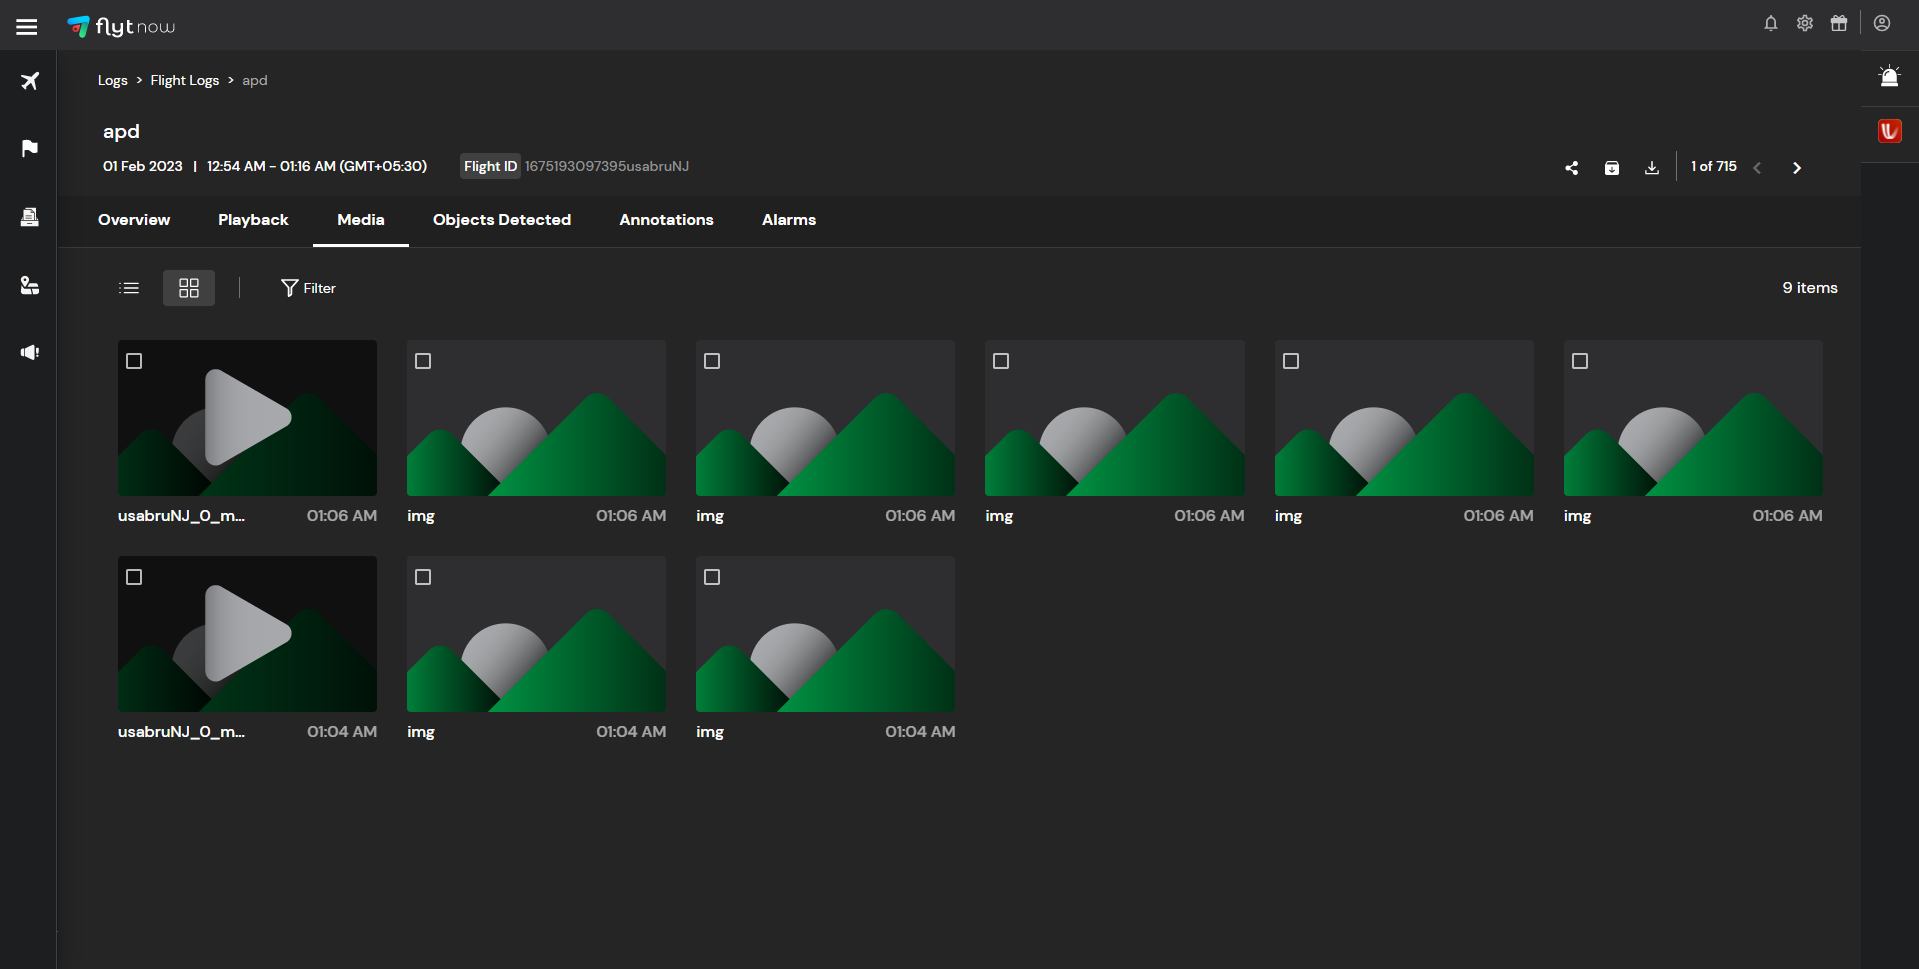 flytnow
Logs > Flight Logs > apd
apd
01 Feb 2023 | 12:54 AM - 01:16 AM (GMT+05:30) Flight ID 1675193097395usabruNJ
1 of 715
Overview Playback Media Objects Detected Annotations Alarms
Filter 9 items
usabruNJ_0_m... 01:06 AM img 01:06 AM img 01:06 AM img 01:06 AM img 01:06 AM img 01:06 AM
usabruNJ_0_m... 01:04 AM img 01:04 AM img 01:04 AM